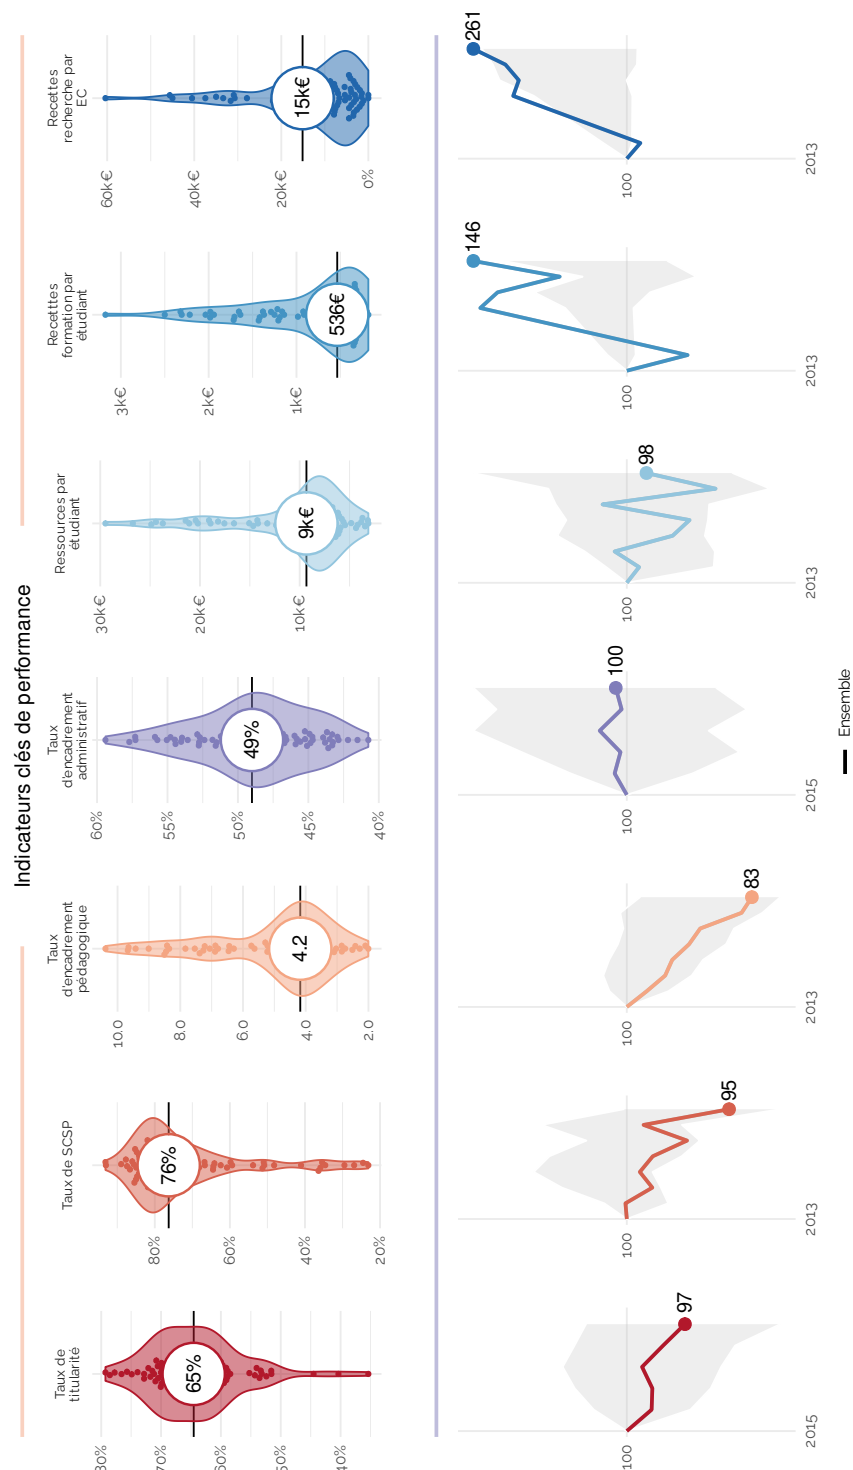 Indicateurs clés de performance
Taux de
titularité
80%
70%
60%
50%
40%
65%
Taux de SCSP
80%
60%
40%
20%
76%
Taux
d'encadrement
pédagogique
10.0
8.0
6.0
4.0
2.0
4.2
Taux
d'encadrement
administratif
60%
55%
50%
45%
40%
49%
Ressources par
étudiant
30k€
20k€
10k€
9k€
Recetttes
formation par
étudiant
3k€
2k€
1k€
536€
Recettes
recherche par
EC
60k€
40k€
20k€
0%
15k€
97
100
2015
95
100
2013
83
100
2013
100
100
2015
98
100
2013
146
100
2013
261
100
2013
Ensemble